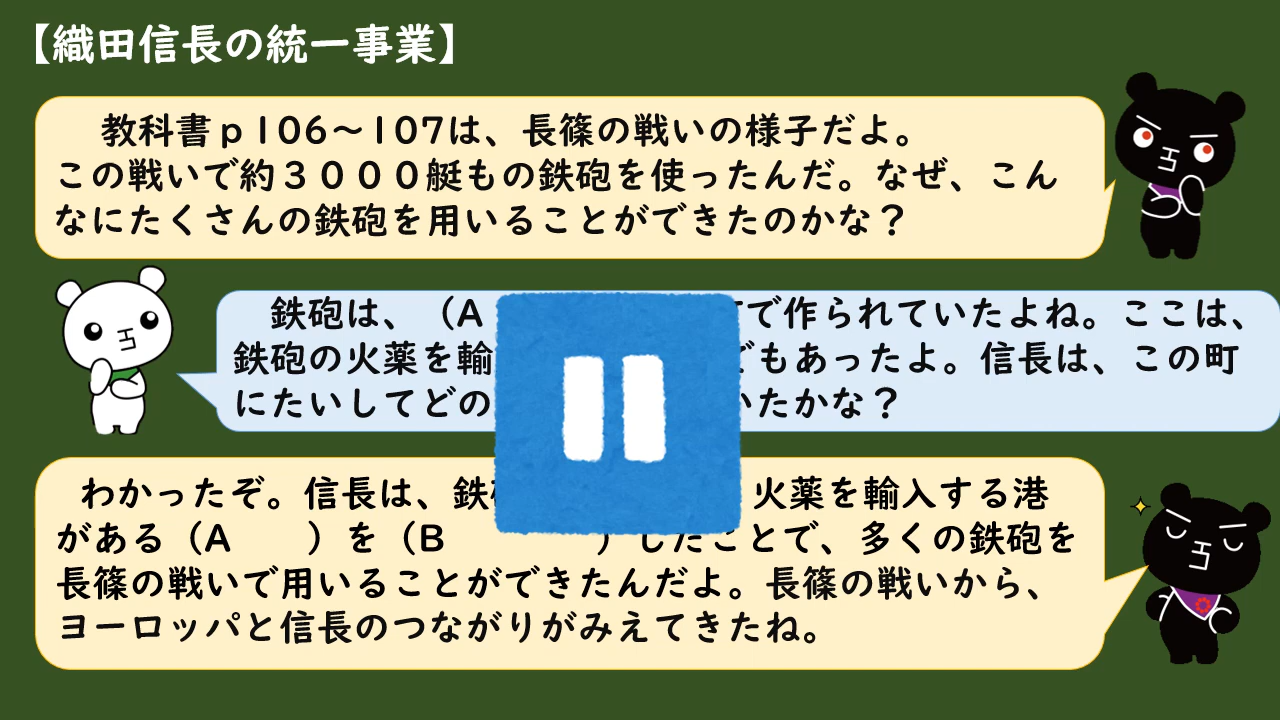 【織田信長の統一事業】
教科書ｐ106～107は、長篠の戦いの様子だよ。
この戦いで約３０００艇もの鉄砲を使ったんだ。なぜ、こん
なにたくさんの鉄砲を用いることができたのかな？
鉄砲は、（A で作られていたよね。ここは、
鉄砲の火薬を輸 でもあったよ。信長は、この町
にたいしてどの いたかな？
わかったぞ。信長は、鉄 火薬を輸入する港
がある（A　　）を（B　　　　）したことで、多くの鉄砲を
長篠の戦いで用いることができたんだよ。長篠の戦いから、
ヨーロッパと信長のつながりがみえてきたね。